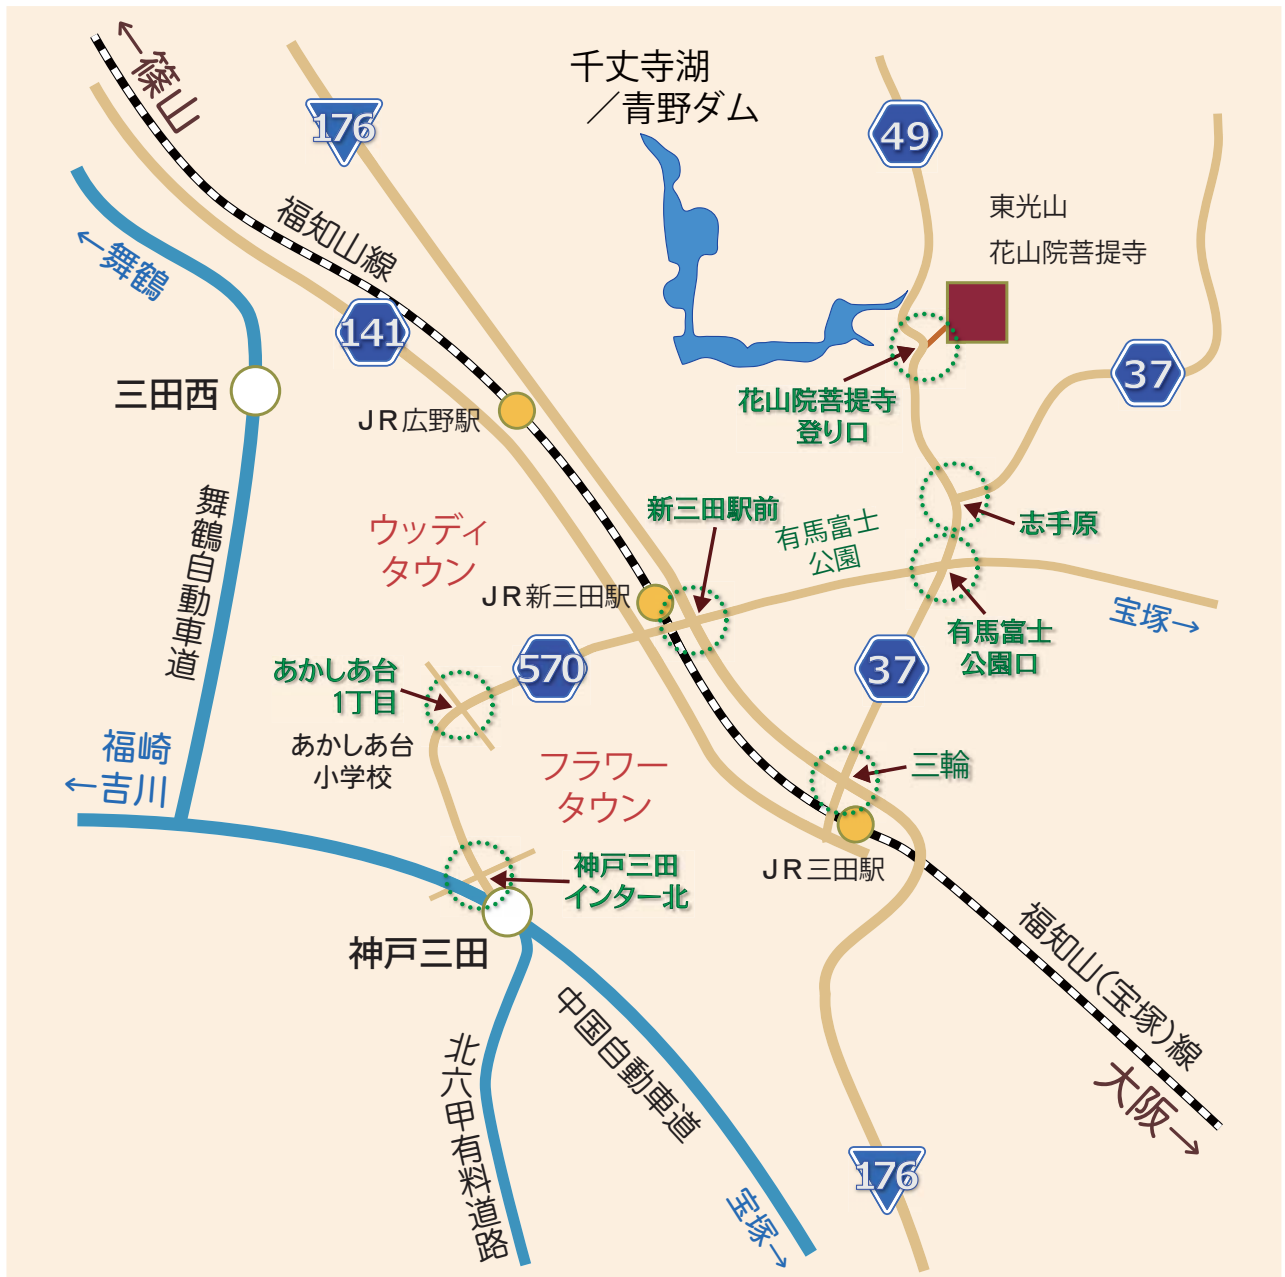 ←篠山
176
千丈寺湖
／青野ダム
49
東光山
花山院菩提寺
福知山線
←舞鶴
141
37
三田西
JR広野駅
花山院菩提寺
登り口
舞鶴自動車道
ウッディ
タウン
新三田駅前
有馬富士
公園
志手原
JR新三田駅
宝塚→
有馬富士
公園口
あかしあ台
1丁目
570
37
あかしあ台
小学校
福崎
←吉川
フラワー
タウン
三輪
JR三田駅
神戸三田
インター北
神戸三田
福知山(宝塚)線
大阪→
中国自動車道
北六甲有料道路
176
宝塚→